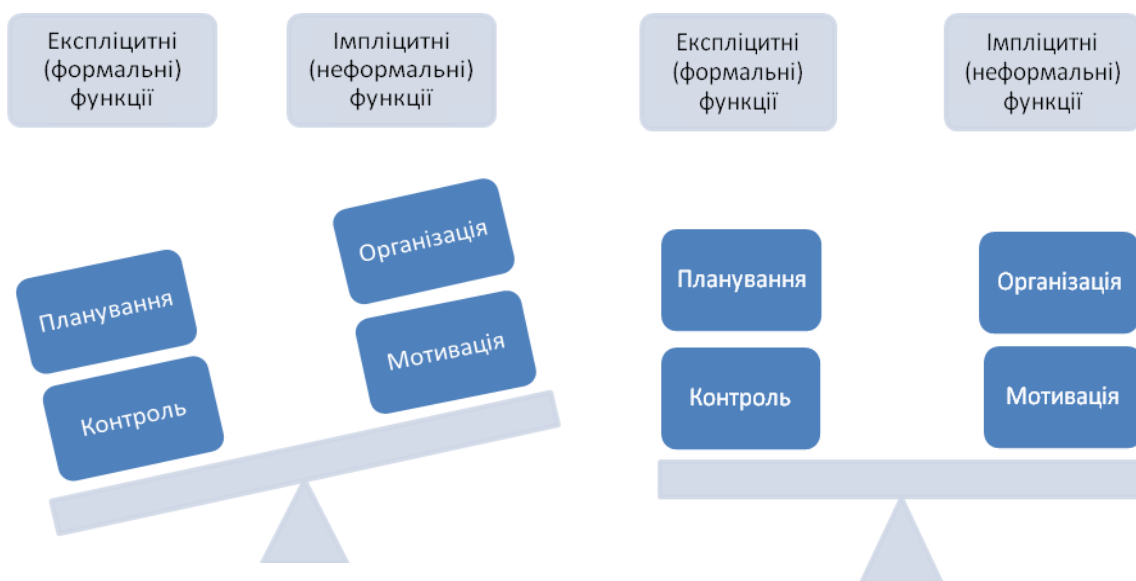 Експліцитні
(формальні)
функції
Імпліцитні
(неформальні)
функції
Планування
Контроль
Організація
Мотивація
Експліцитні
(формальні)
функції
Імпліцитні
(неформальні)
функції
Планування
Контроль
Організація
Мотивація